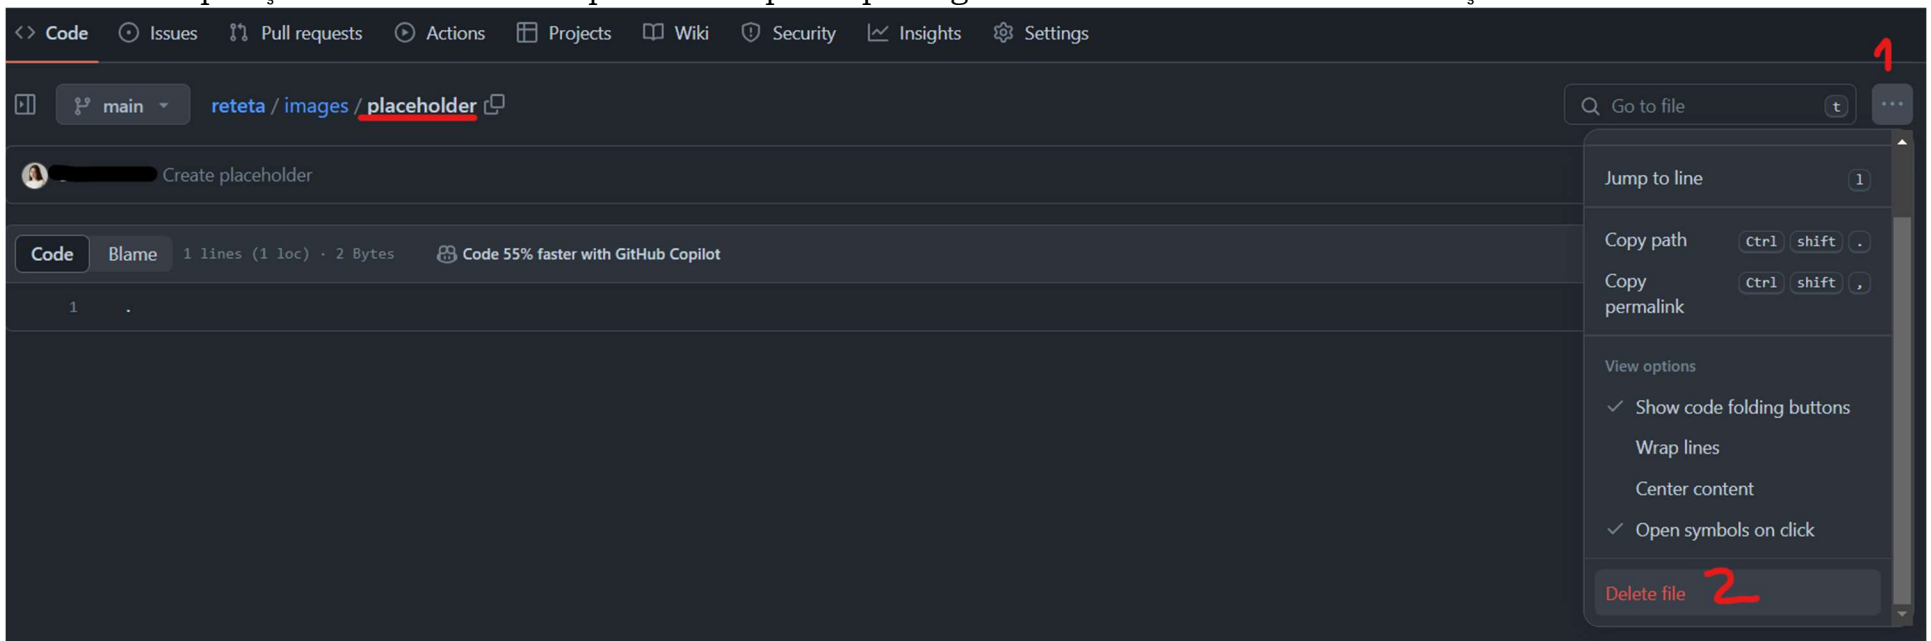 Code Issues Pull requests Actions Projects Wiki Security Insights Settings
1
main reteta / images / placeholder Go to file t ...
Create placeholder
Jump to line 1
Code Blame 1 lines (1 loc) · 2 Bytes Code 55% faster with GitHub Copilot
1 .
Copy path Ctrl shift .
Copy permalink Ctrl shift ,
View options
Show code folding buttons
Wrap lines
Center content
Open symbols on click
Delete file 2